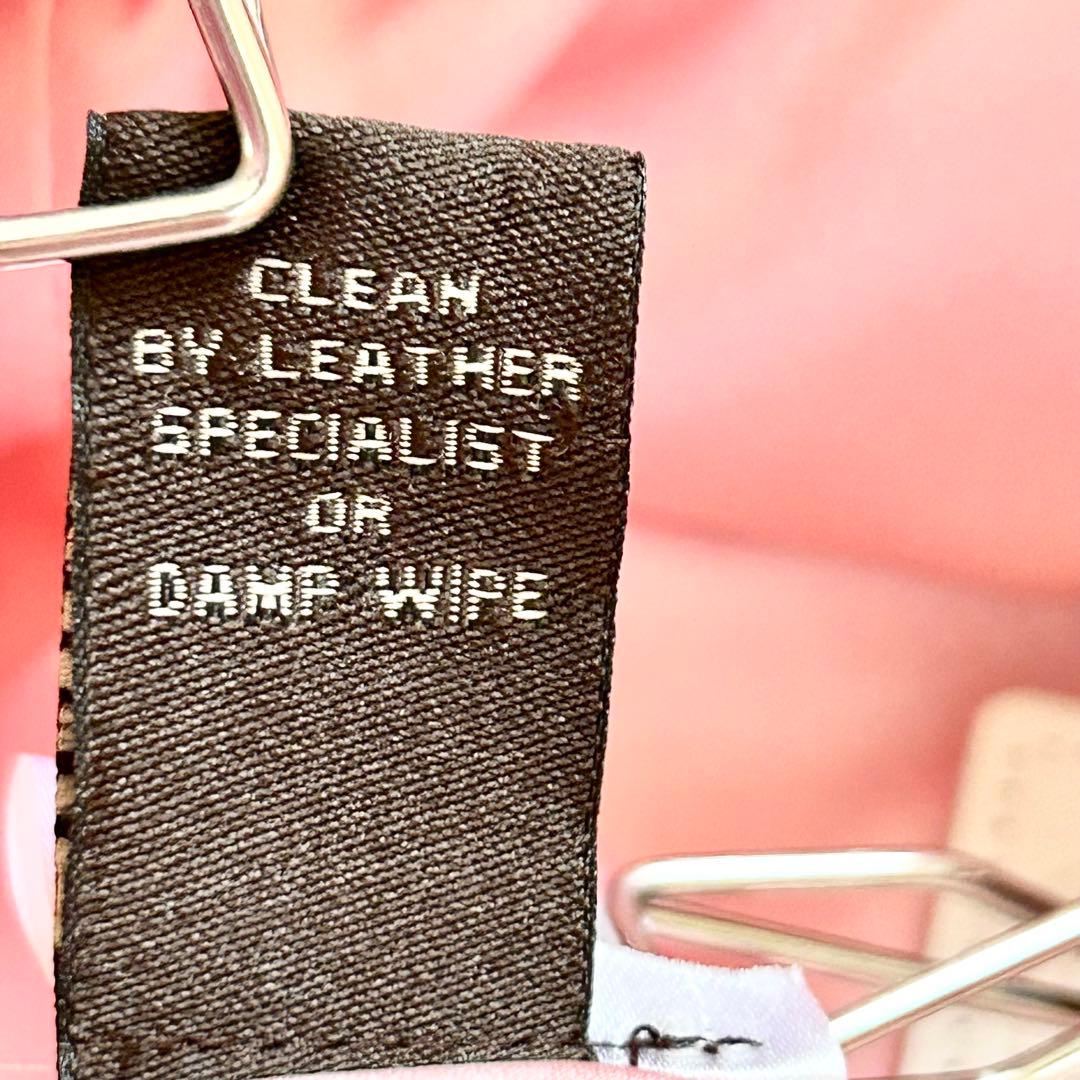 CLEAN
BY LEATHER
SPECIALIST
OR
DAMP WIPE